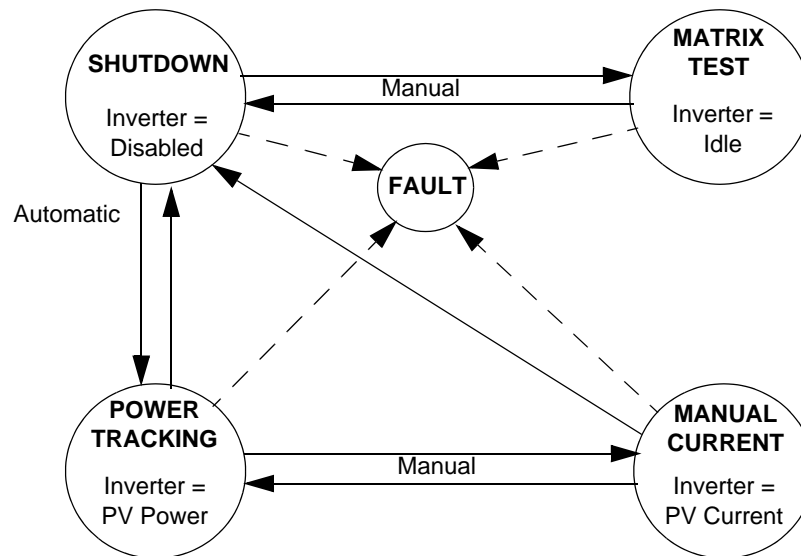 SHUTDOWN
Inverter =
Disabled
MATRIX
TEST
Inverter =
Idle
Manual
FAULT
Automatic
POWER
TRACKING
Inverter =
PV Power
Manual
MANUAL
CURRENT
Inverter =
PV Current